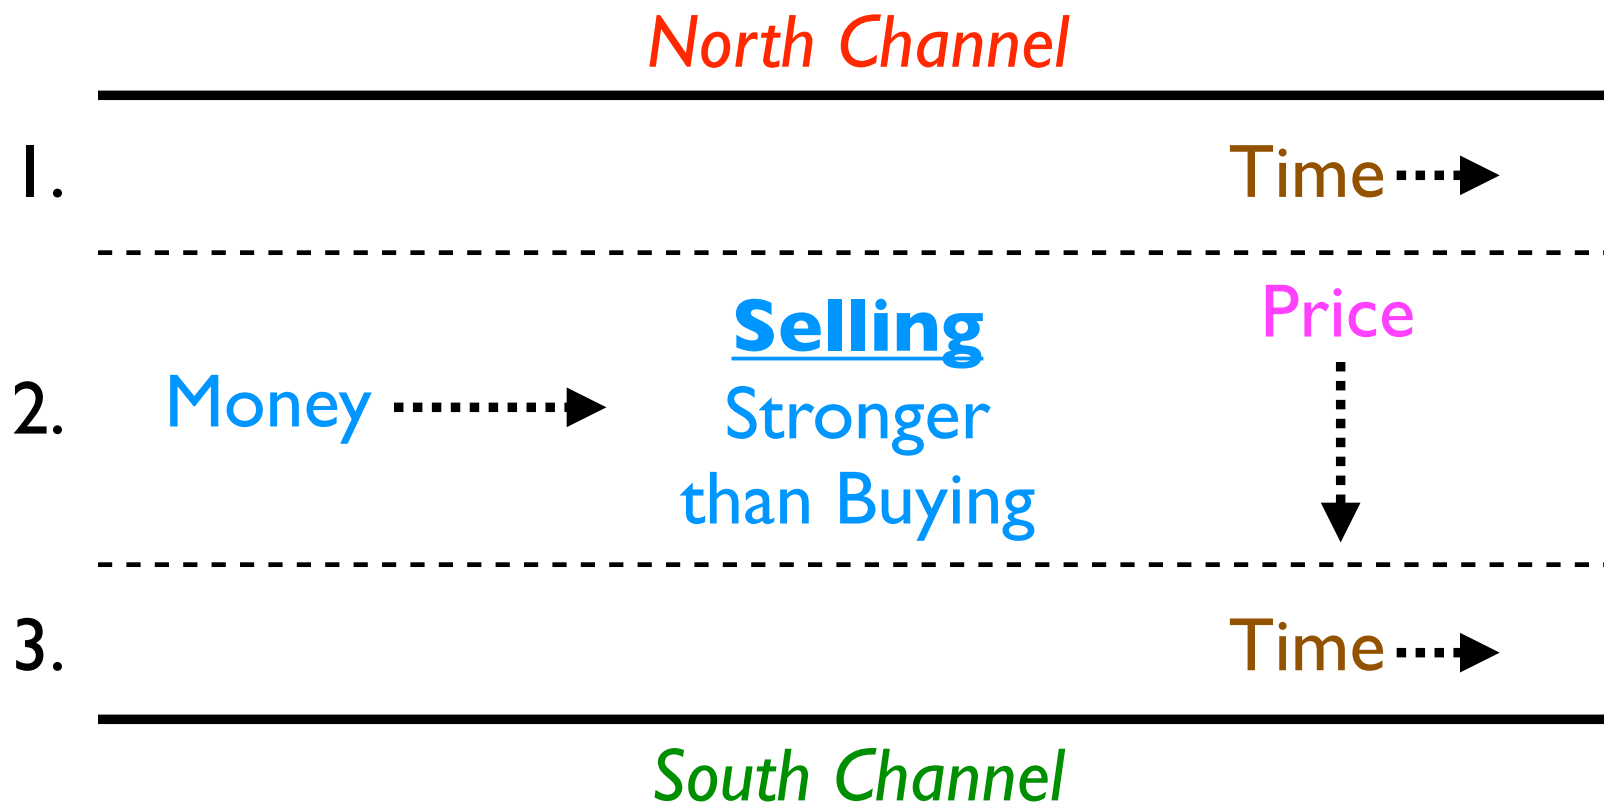 North Channel
1. Time
Selling
Price
2. Money
Stronger
than Buying
3. Time
South Channel